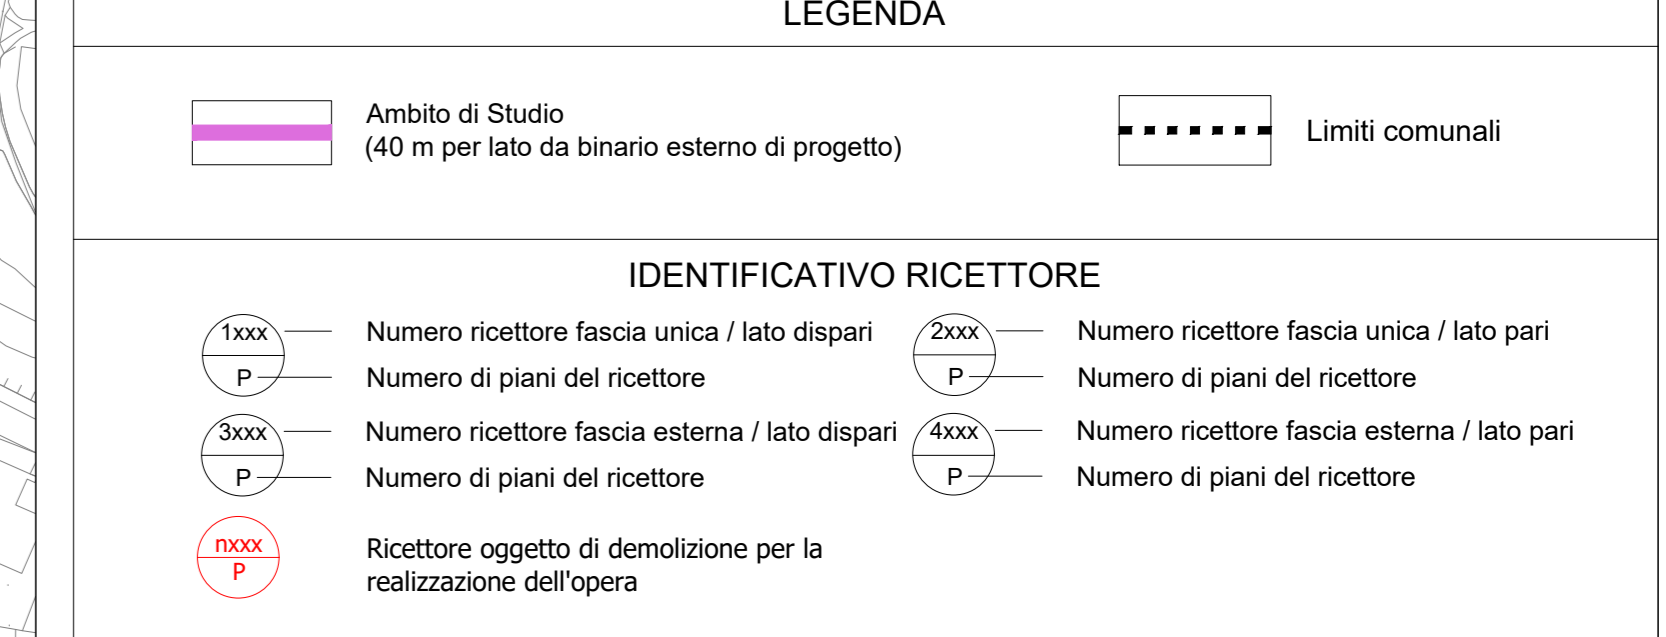 LEGENDA
Ambito di Studio
(40 m per lato da binario esterno di progetto)
Limiti comunali
IDENTIFICATIVO RICETTORE
1xxx
Numero ricettore fascia unica / lato dispari
P
Numero di piani del ricettore
2xxx
Numero ricettore fascia unica / lato pari
P
Numero di piani del ricettore
3xxx
Numero ricettore fascia esterna / lato dispari
P
Numero di piani del ricettore
4xxx
Numero ricettore fascia esterna / lato pari
P
Numero di piani del ricettore
nxxx
P
Ricettore oggetto di demolizione per la
realizzazione dell'opera